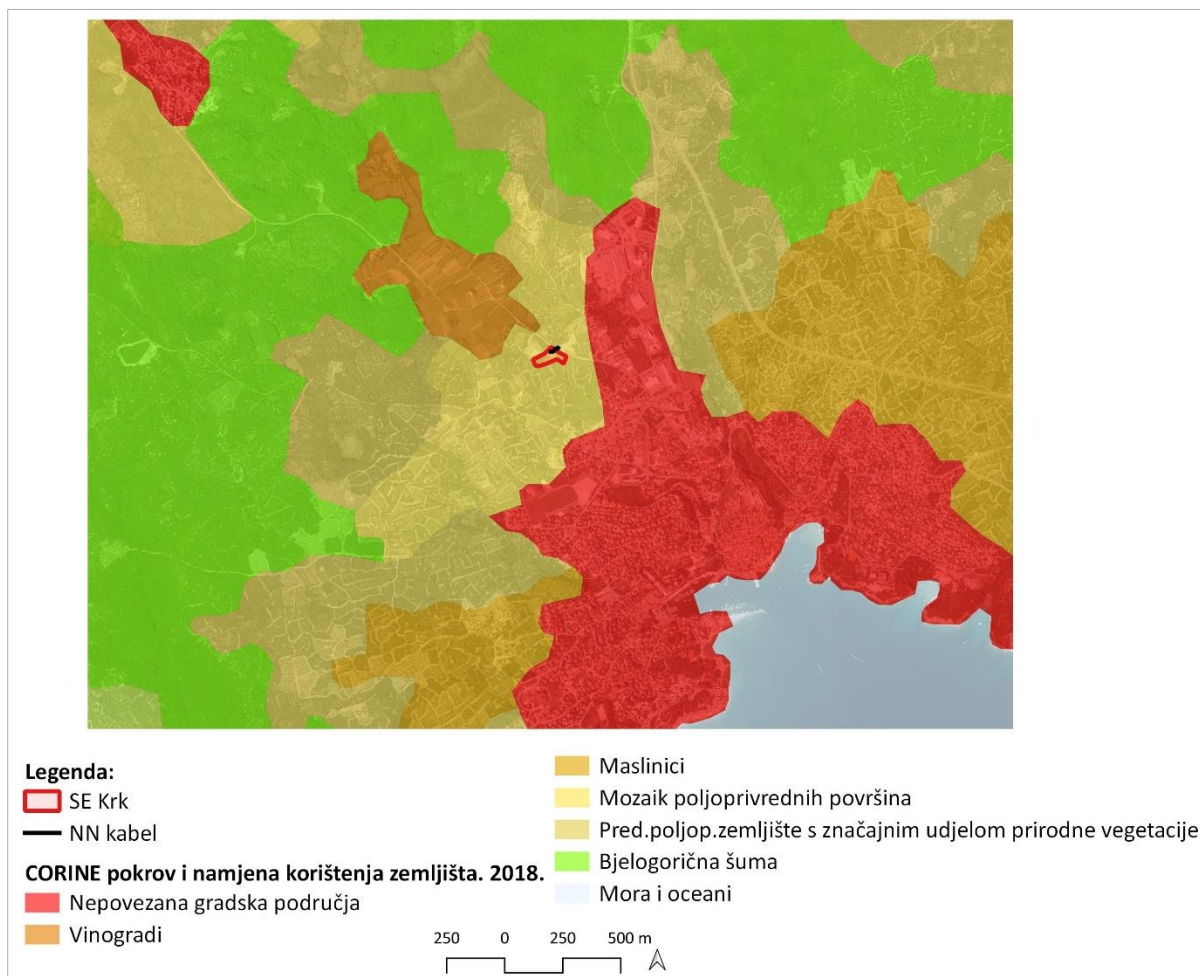 Legenda:
SE Krk
NN kabel
CORINE pokrov i namjena korištenja zemljišta. 2018.
Nepovezana gradska područja
Vinogradi
Maslinici
Mozaik poljoprivrednih površina
Pred.poljop.zemljište s značajnim udjelom prirodne vegetacije
Bjelogorična šuma
Mora i oceani
250 0 250 500 m